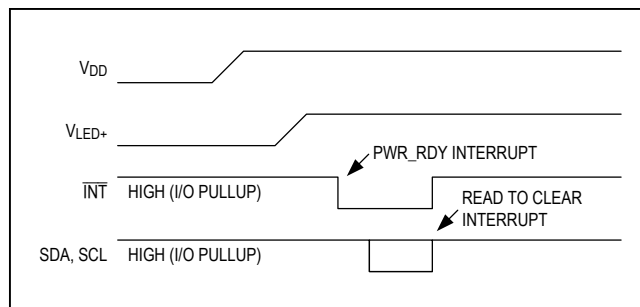 VDD
VLED+
PWR_RDY INTERRUPT
INT HIGH (I/O PULLUP)
READ TO CLEAR
INTERRUPT
SDA, SCL HIGH (I/O PULLUP)